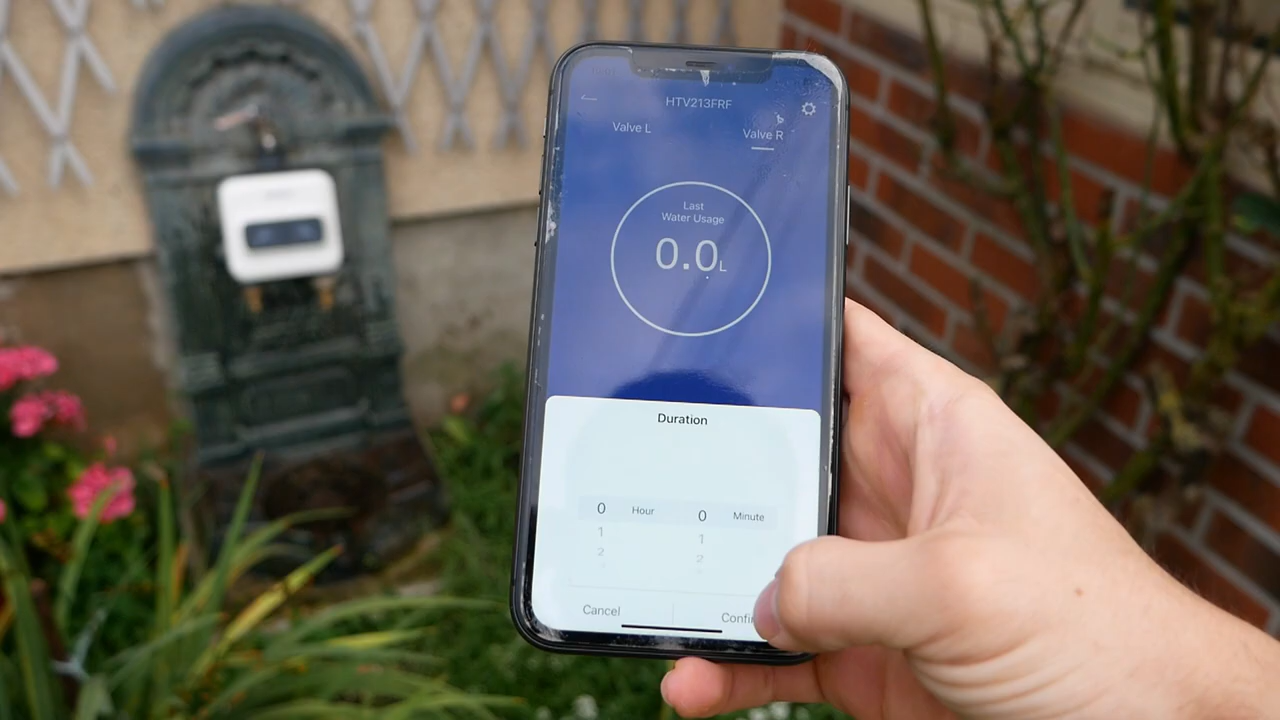 HTV213FRF
Valve L Valve R
Last
Water Usage
0.0L
Duration
0 Hour 0 Minute
1 1
2 2
Cancel